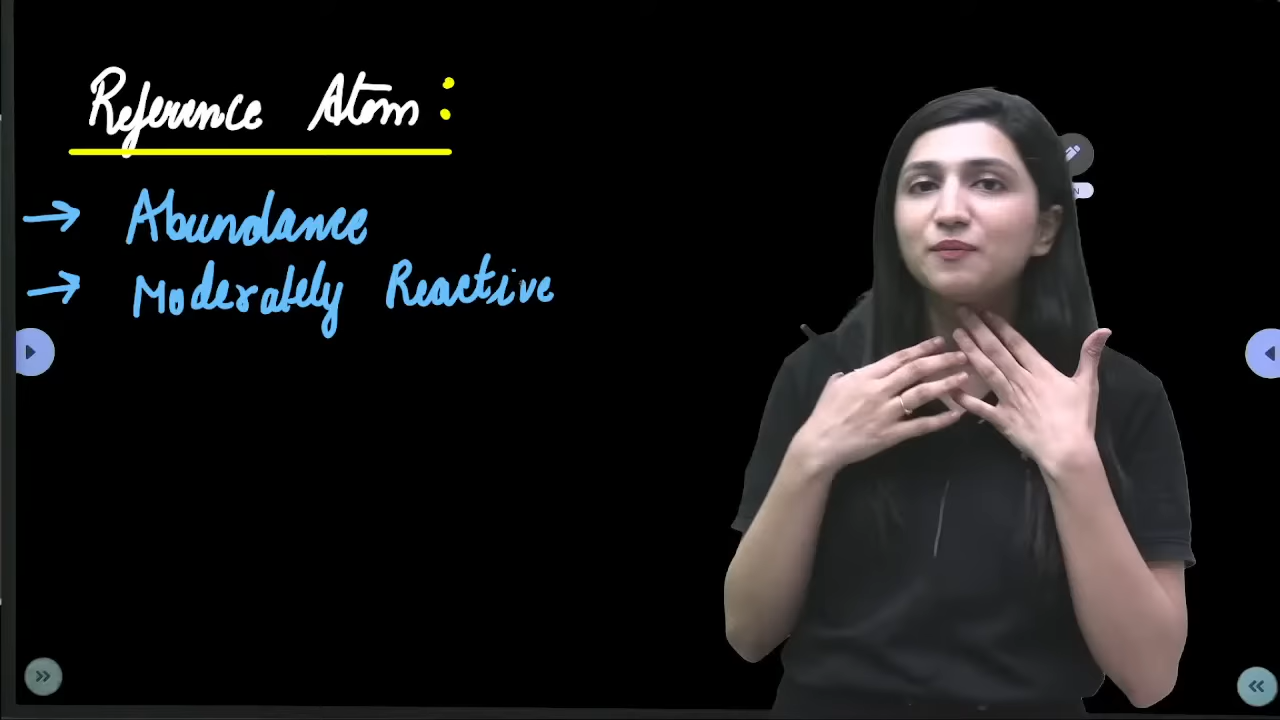 Reference Atom:
→ Abundance
→ Moderately Reactive